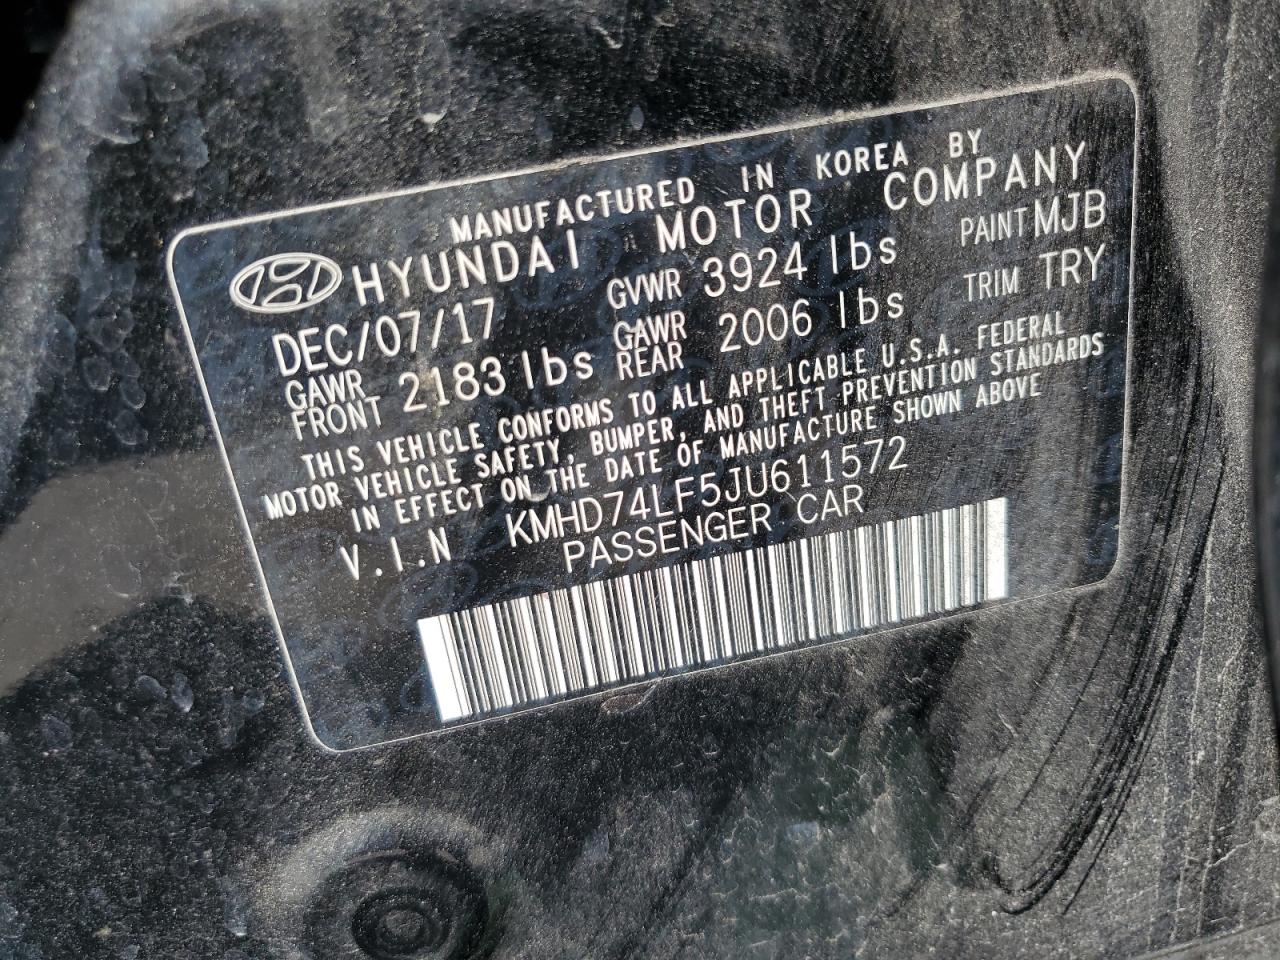 MANUFACTURED IN KOREA BY
HYUNDAI MOTOR COMPANY
DEC/07/17 GVWR 3924 lbs PAINT MJB
GAWR FRONT 2183 lbs GAWR REAR 2006 lbs TRIM TRY
THIS VEHICLE CONFORMS TO ALL APPLICABLE U.S.A. FEDERAL
MOTOR VEHICLE SAFETY, BUMPER, AND THEFT PREVENTION STANDARDS
IN EFFECT ON THE DATE OF MANUFACTURE SHOWN ABOVE
V.I.N KMHD74LF5JU611572
PASSENGER CAR